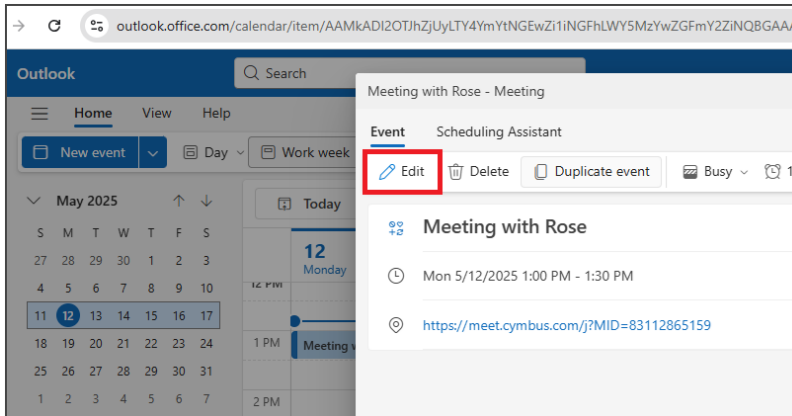 outlook.office.com/calendar/item/AAMkADI2OTJhZjUyLTY4YmYtNGEwZi1iNGFhLWY5MzYwZGFmY2ZiNQBGAAA
Outlook
Search
Home View Help
New event Day Work week
May 2025
S M T W T F S
27 28 29 30 1 2 3
4 5 6 7 8 9 10
11 12 13 14 15 16 17
18 19 20 21 22 23 24
25 26 27 28 29 30 31
1 2 3 4 5 6 7
Today
12
Monday
12 PM
1 PM Meeting
2 PM
Meeting with Rose - Meeting
Event Scheduling Assistant
Edit Delete Duplicate event Busy 1
Meeting with Rose
Mon 5/12/2025 1:00 PM - 1:30 PM
https://meet.cymbus.com/j?MID=83112865159